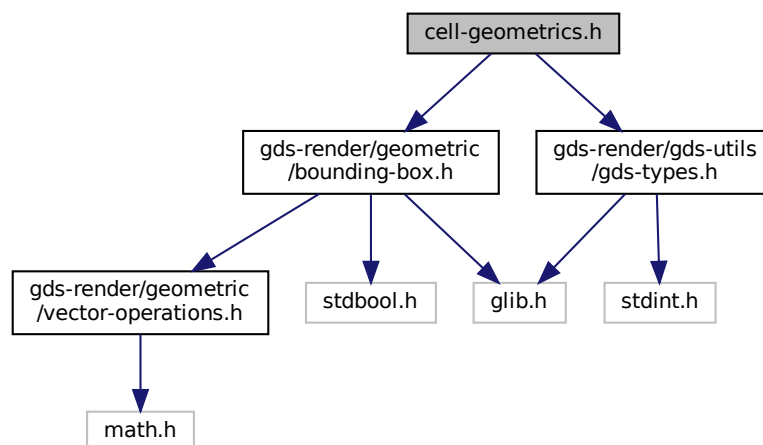 cell-geometrics.h
gds-render/geometric
/bounding-box.h
gds-render/gds-utils
/gds-types.h
gds-render/geometric
/vector-operations.h
stdbool.h
glib.h
stdint.h
math.h